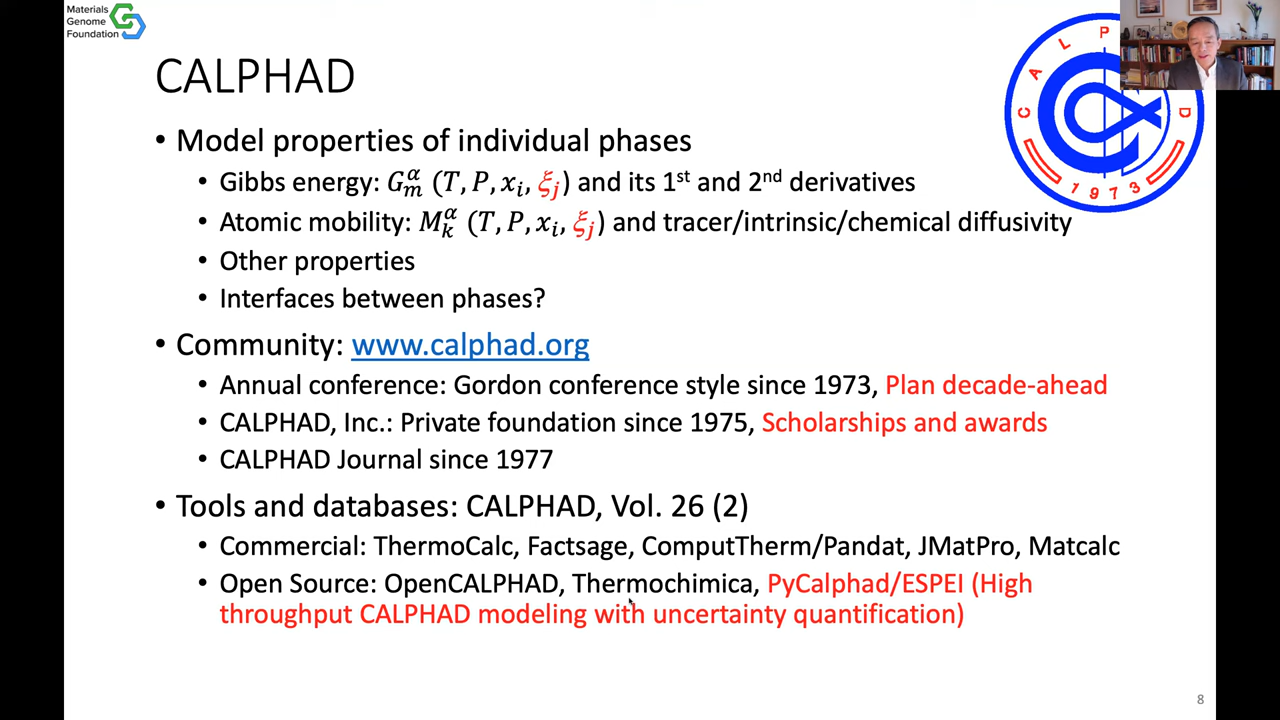 Materials
Genome
Foundation
CALPHAD
CALPHAD
1973
• Model properties of individual phases
• Gibbs energy: G_m^α (T, P, x_i, ξ_j) and its 1st and 2nd derivatives
• Atomic mobility: M_k^α (T, P, x_i, ξ_j) and tracer/intrinsic/chemical diffusivity
• Other properties
• Interfaces between phases?
• Community: www.calphad.org
• Annual conference: Gordon conference style since 1973, Plan decade-ahead
• CALPHAD, Inc.: Private foundation since 1975, Scholarships and awards
• CALPHAD Journal since 1977
• Tools and databases: CALPHAD, Vol. 26 (2)
• Commercial: ThermoCalc, Factsage, ComputTherm/Pandat, JMatPro, Matcalc
• Open Source: OpenCALPHAD, Thermochimica, PyCalphad/ESPEI (High
throughput CALPHAD modeling with uncertainty quantification)
8